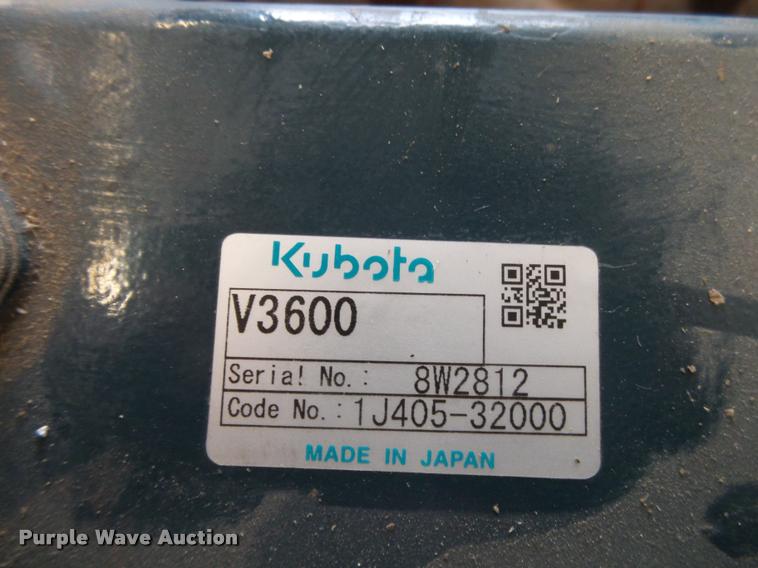 Kubota
V3600
Serial No.: 8W2812
Code No.: 1J405-32000
MADE IN JAPAN
Purple Wave Auction